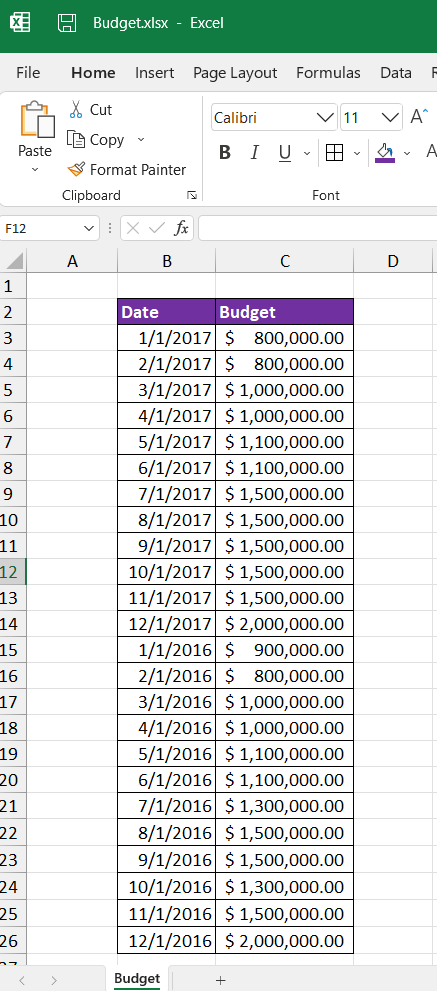 Budget.xlsx - Excel
File Home Insert Page Layout Formulas Data
Paste
Cut
Copy
Format Painter
Clipboard
Calibri 11 A^
B I U A
Font
F12 fx
A B C D
1
2 Date Budget
3 1/1/2017 $ 800,000.00
4 2/1/2017 $ 800,000.00
5 3/1/2017 $ 1,000,000.00
6 4/1/2017 $ 1,000,000.00
7 5/1/2017 $ 1,100,000.00
8 6/1/2017 $ 1,100,000.00
9 7/1/2017 $ 1,500,000.00
10 8/1/2017 $ 1,500,000.00
11 9/1/2017 $ 1,500,000.00
12 10/1/2017 $ 1,500,000.00
13 11/1/2017 $ 1,500,000.00
14 12/1/2017 $ 2,000,000.00
15 1/1/2016 $ 900,000.00
16 2/1/2016 $ 800,000.00
17 3/1/2016 $ 1,000,000.00
18 4/1/2016 $ 1,000,000.00
19 5/1/2016 $ 1,100,000.00
20 6/1/2016 $ 1,100,000.00
21 7/1/2016 $ 1,300,000.00
22 8/1/2016 $ 1,500,000.00
23 9/1/2016 $ 1,500,000.00
24 10/1/2016 $ 1,300,000.00
25 11/1/2016 $ 1,500,000.00
26 12/1/2016 $ 2,000,000.00
Budget +